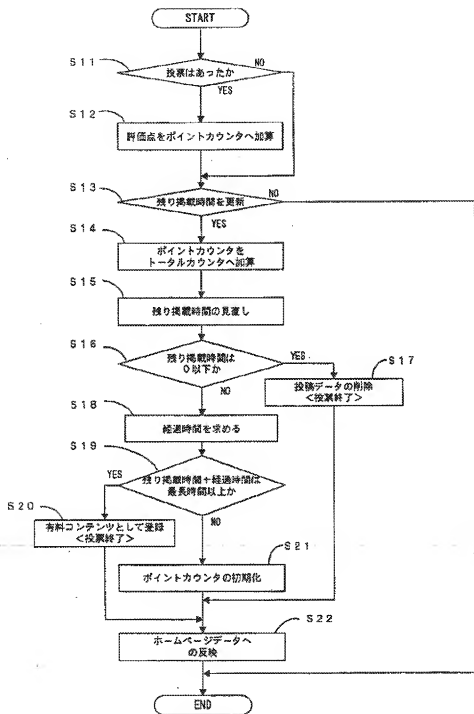 START
S11
投票はあったか
NO
YES
S12
評価点をポイントカウンタへ加算
S13
残り掲載時間を更新
NO
YES
S14
ポイントカウンタを
トータルカウンタへ加算
S15
残り掲載時間の見直し
S16
残り掲載時間は
0以下か
YES
NO
S17
投稿データの削除
<投票終了>
S18
経過時間を求める
S19
残り掲載時間+経過時間は
最長時間以上か
YES
NO
S20
有料コンテンツとして登録
<投票終了>
S21
ポイントカウンタの初期化
S22
ホームページデータへ
の反映
END